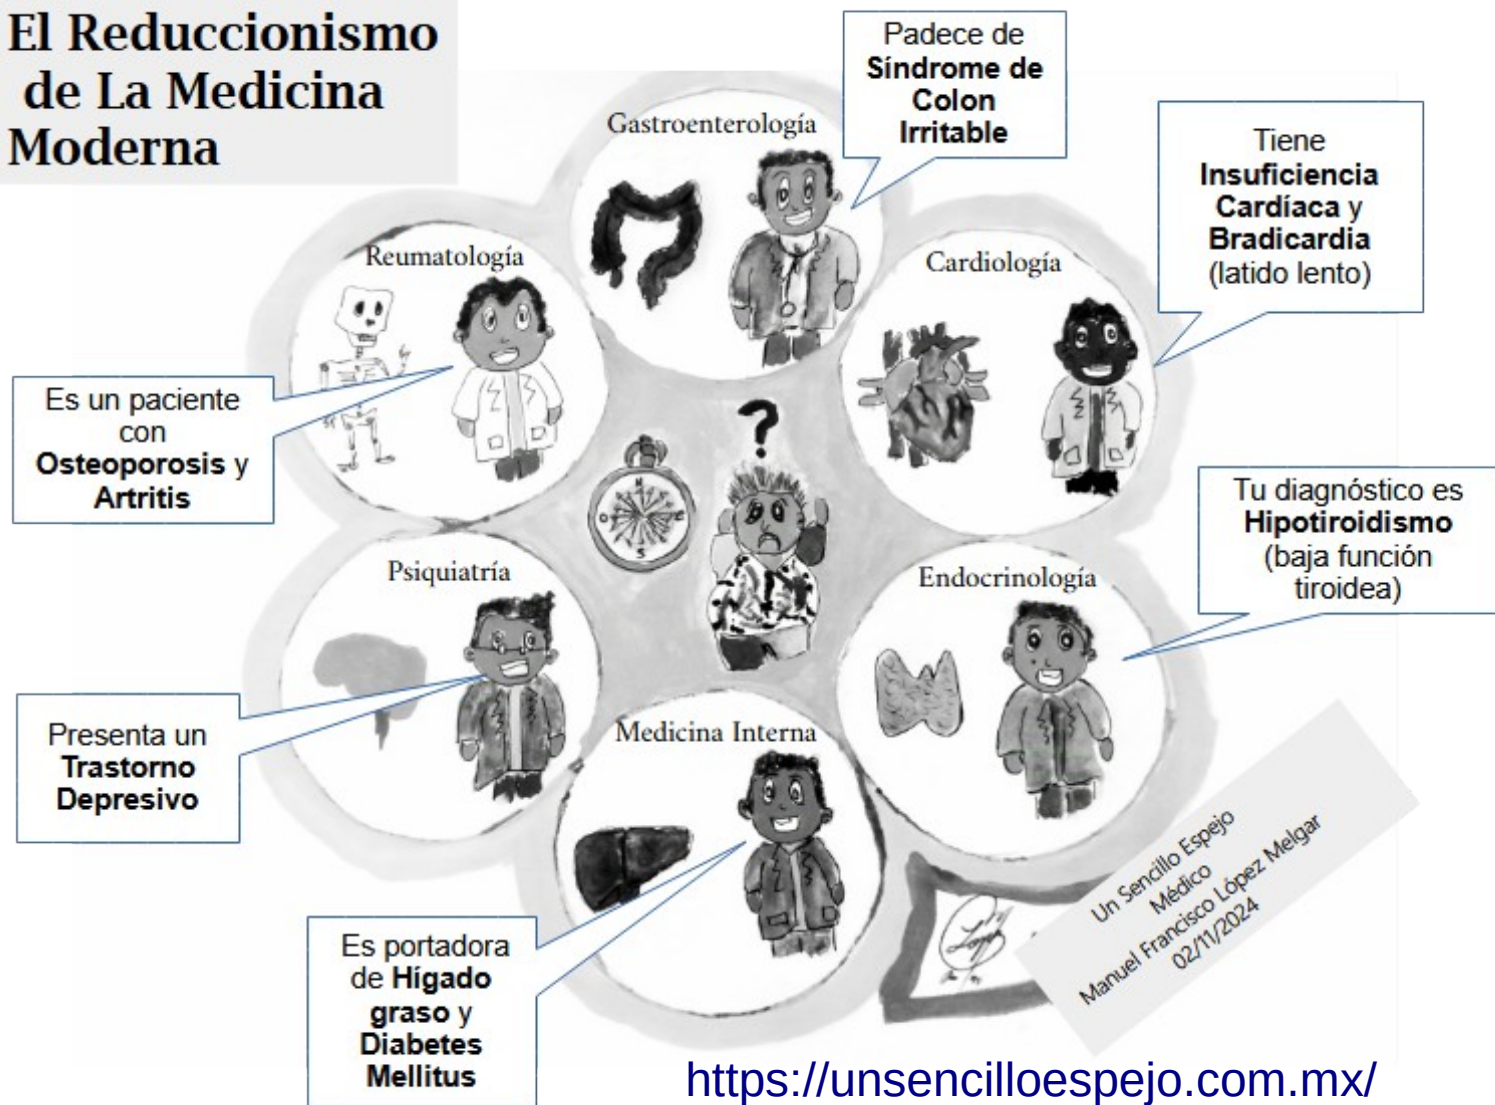 El Reduccionismo
de La Medicina
Moderna
Padece de
Síndrome de
Colon
Irritable
Gastroenterología
Tiene
Insuficiencia
Cardíaca y
Bradicardia
(latido lento)
Reumatología
Cardiología
Es un paciente
con
Osteoporosis y
Artritis
?
Tu diagnóstico es
Hipotiroidismo
(baja función
tiroidea)
Psiquiatría
Endocrinología
Presenta un
Trastorno
Depresivo
Medicina Interna
Es portadora
de Hígado
graso y
Diabetes
Mellitus
Un Sencillo Espejo
Médico
Manuel Francisco López Melgar
02/11/2024
https://unsencilloespejo.com.mx/